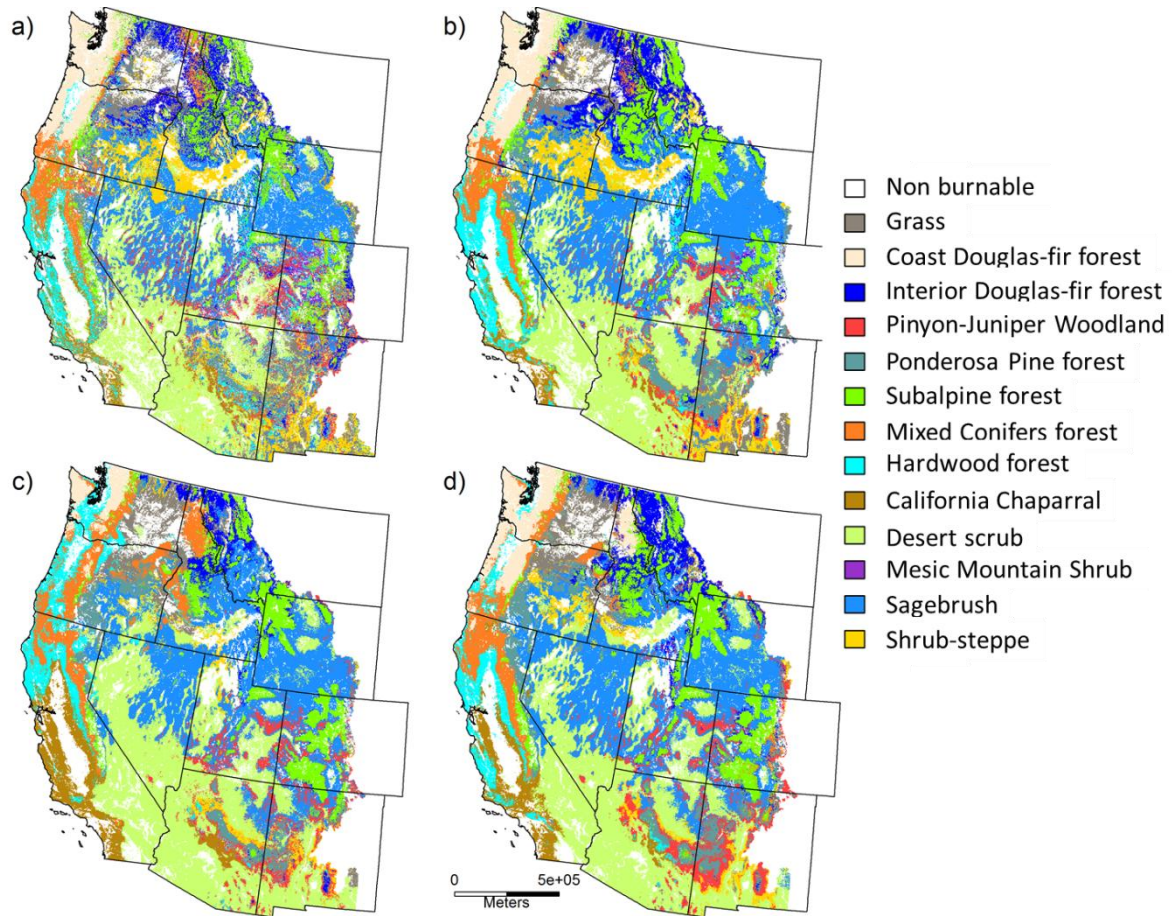 a)
b)
Non burnable
Grass
Coast Douglas-fir forest
Interior Douglas-fir forest
Pinyon-Juniper Woodland
Ponderosa Pine forest
Subalpine forest
Mixed Conifers forest
Hardwood forest
California Chaparral
Desert scrub
Mesic Mountain Shrub
Sagebrush
Shrub-steppe
c)
d)
0 5e+05
Meters